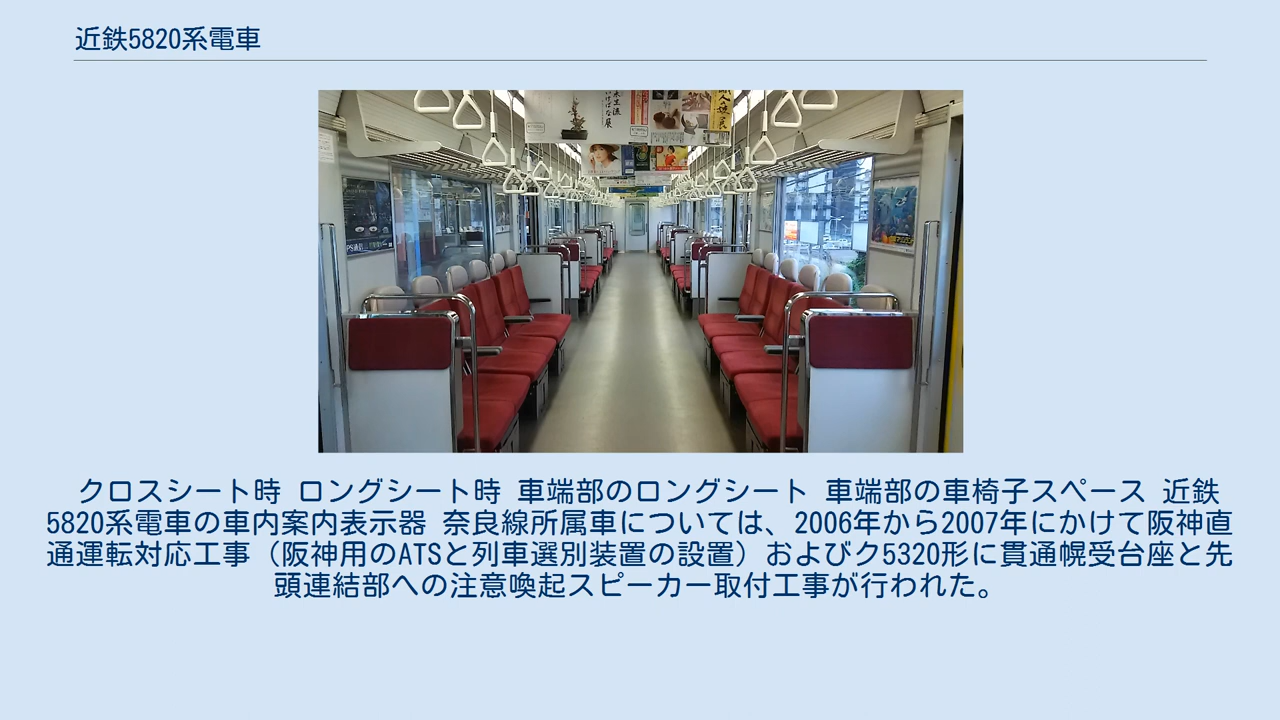 近鉄5820系電車
クロスシート時 ロングシート時 車端部のロングシート 車端部の車椅子スペース 近鉄
5820系電車の車内案内表示器 奈良線所属車については、2006年から2007年にかけて阪神直
通運転対応工事（阪神用のATSと列車選別装置の設置）およびク5320形に貫通幌受台座と先
頭連結部への注意喚起スピーカー取付工事が行われた。